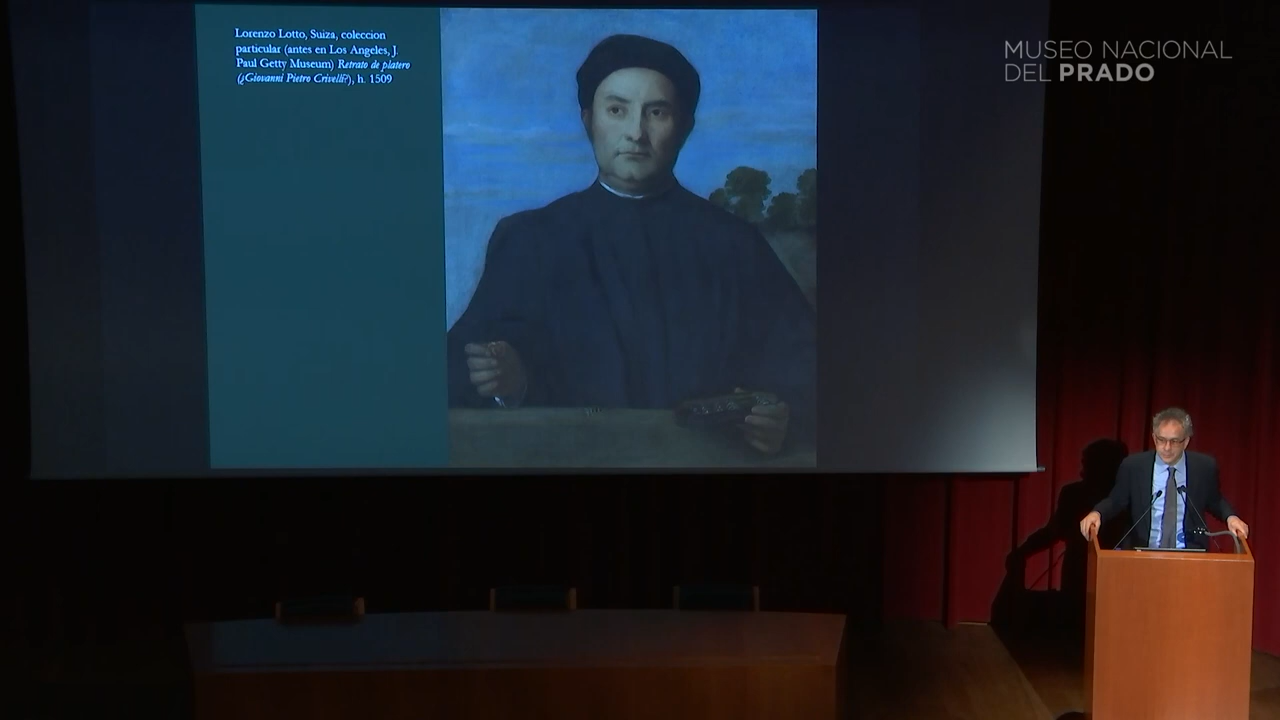 Lorenzo Lotto, Suiza, coleccion
particular (antes en Los Angeles, J.
Paul Getty Museum) Retrato de platero
(¿Giovanni Pietro Crivelli?), h. 1509
MUSEO NACIONAL
DEL PRADO